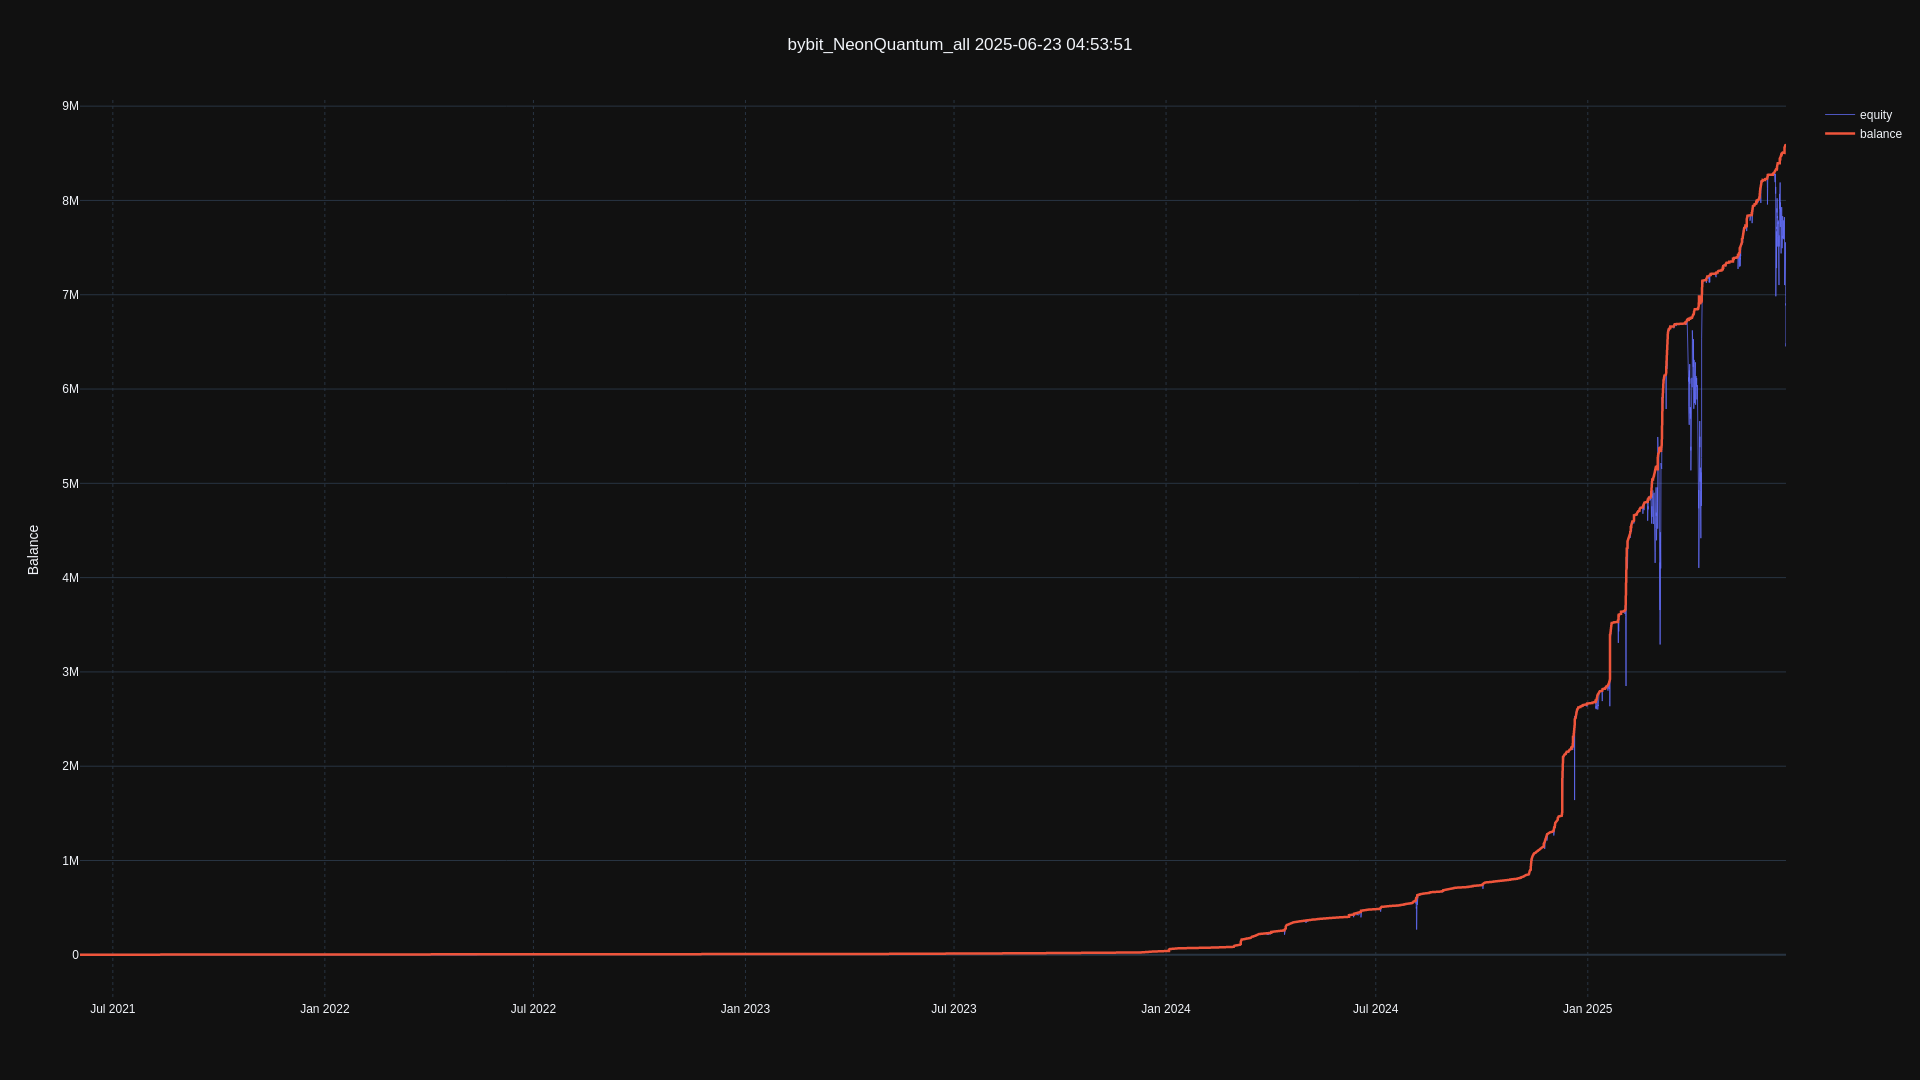 bybit_NeonQuantum_all 2025-06-23 04:53:51
equity
balance
9M
8M
7M
6M
5M
4M
3M
2M
1M
0
Balance
Jul 2021
Jan 2022
Jul 2022
Jan 2023
Jul 2023
Jan 2024
Jul 2024
Jan 2025